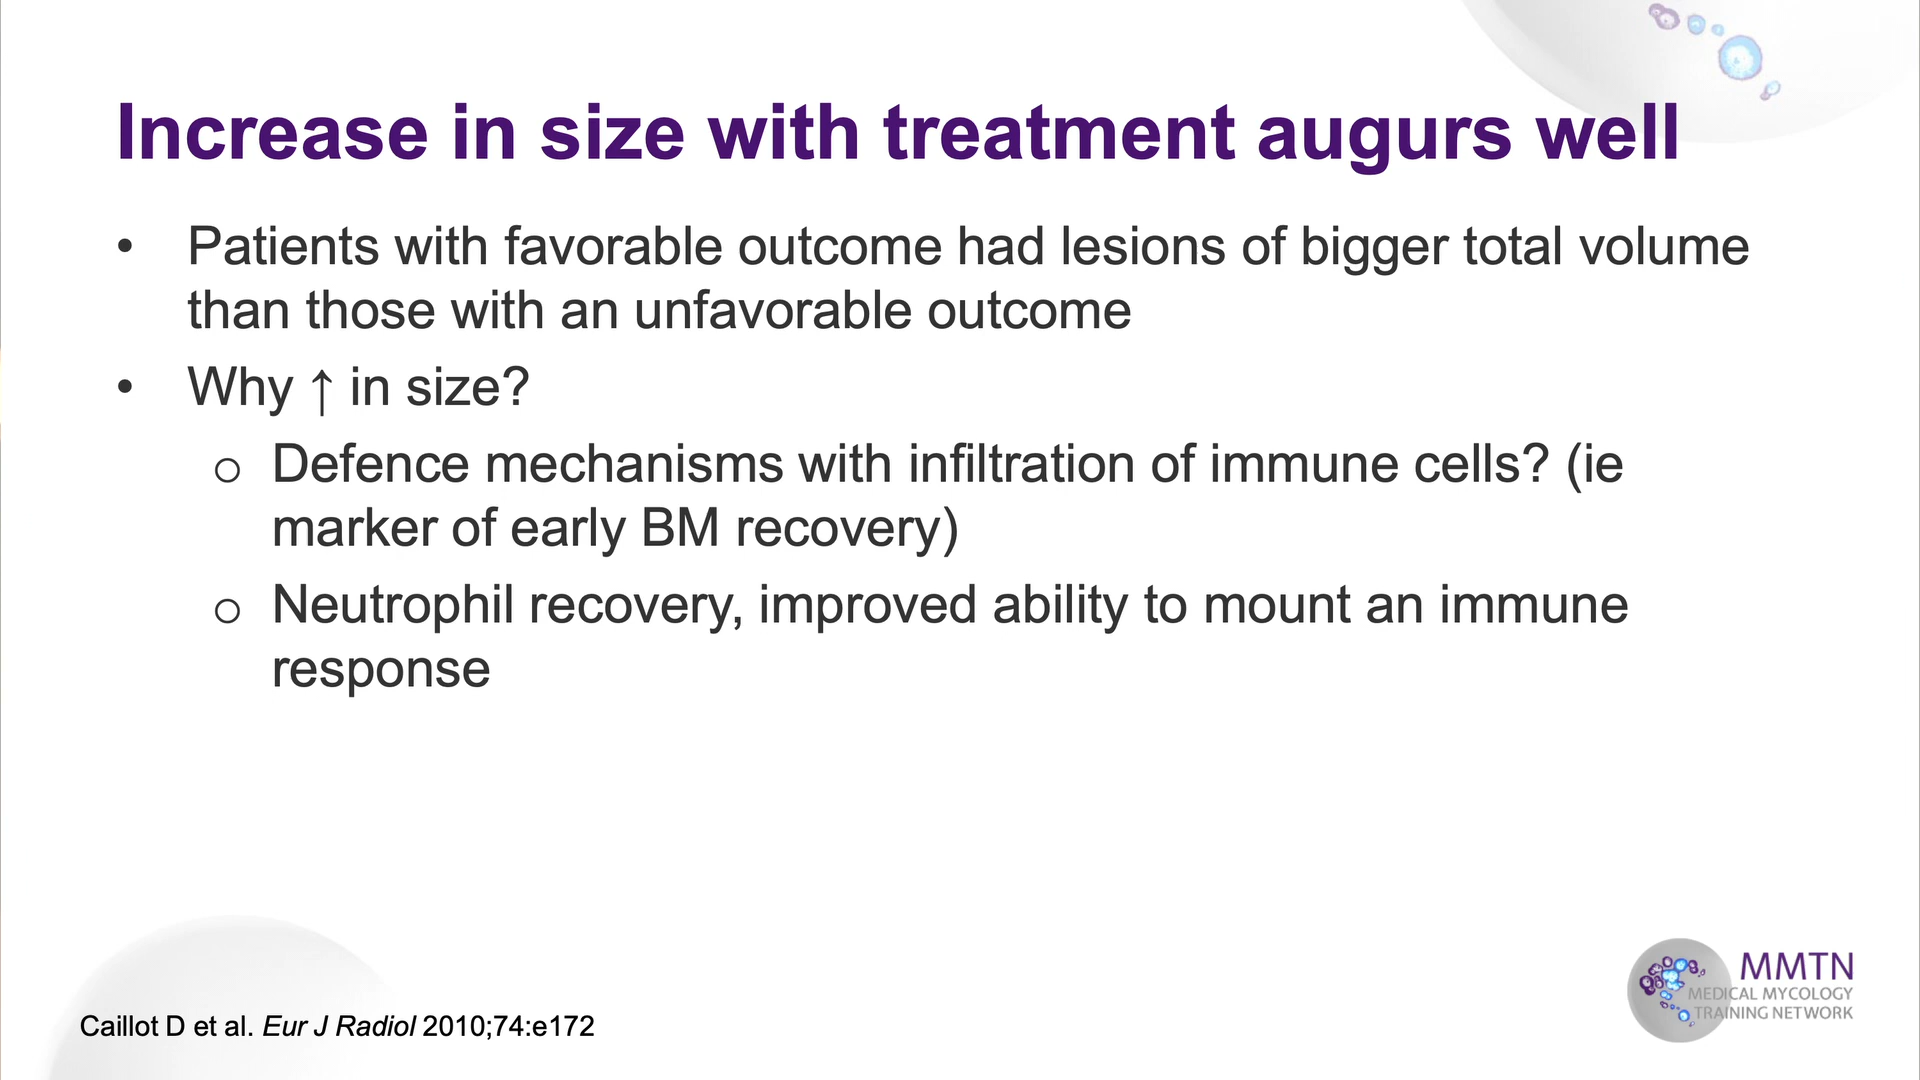 Increase in size with treatment augurs well
• Patients with favorable outcome had lesions of bigger total volume
than those with an unfavorable outcome
• Why ↑ in size?
o Defence mechanisms with infiltration of immune cells? (ie
marker of early BM recovery)
o Neutrophil recovery, improved ability to mount an immune
response
Caillot D et al. Eur J Radiol 2010;74:e172
MMTN
MEDICAL MYCOLOGY
TRAINING NETWORK